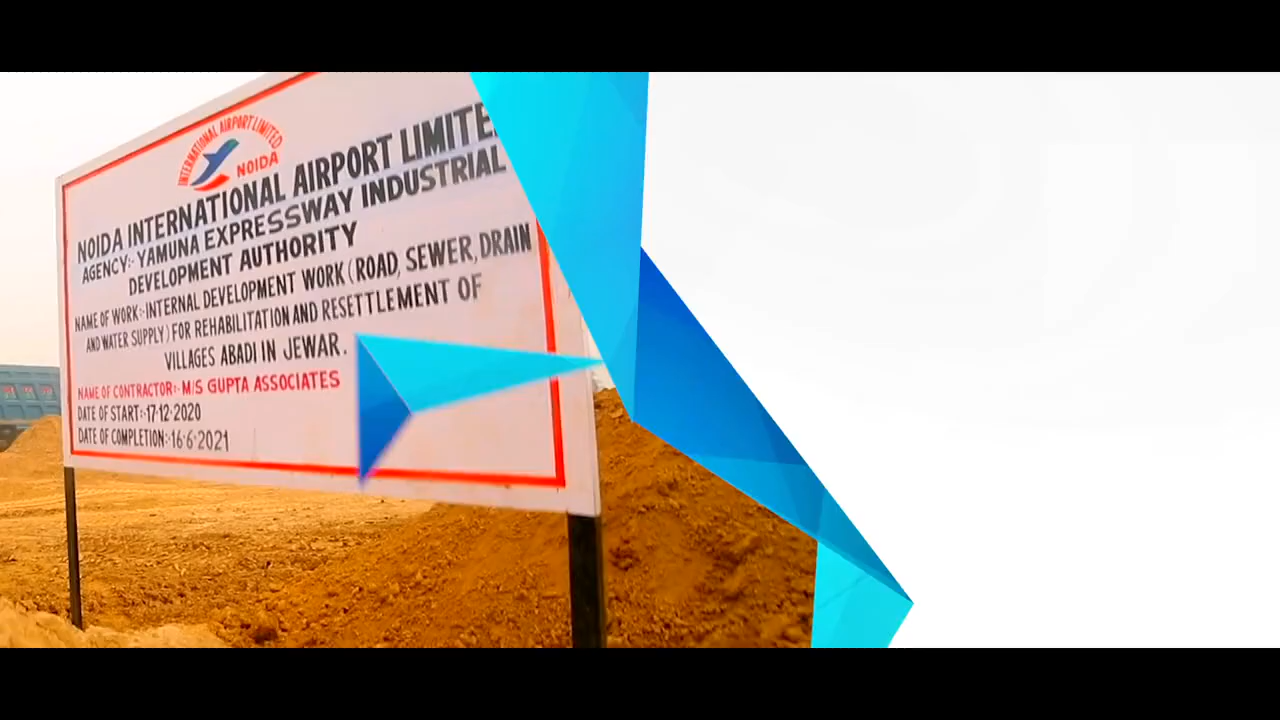 INTERNATIONAL AIRPORT LIMITED
NOIDA
NOIDA INTERNATIONAL AIRPORT LIMITE
AGENCY:- YAMUNA EXPRESSWAY INDUSTRIAL
DEVELOPMENT AUTHORITY
NAME OF WORK:-INTERNAL DEVELOPMENT WORK (ROAD, SEWER, DRAIN
AND WATER SUPPLY) FOR REHABILITATION AND RESETTLEMENT OF
VILLAGES ABADI IN JEWAR.
NAME OF CONTRACTOR:- M/S GUPTA ASSOCIATES
DATE OF START:-17-12-2020
DATE OF COMPLETION:-16-6-2021